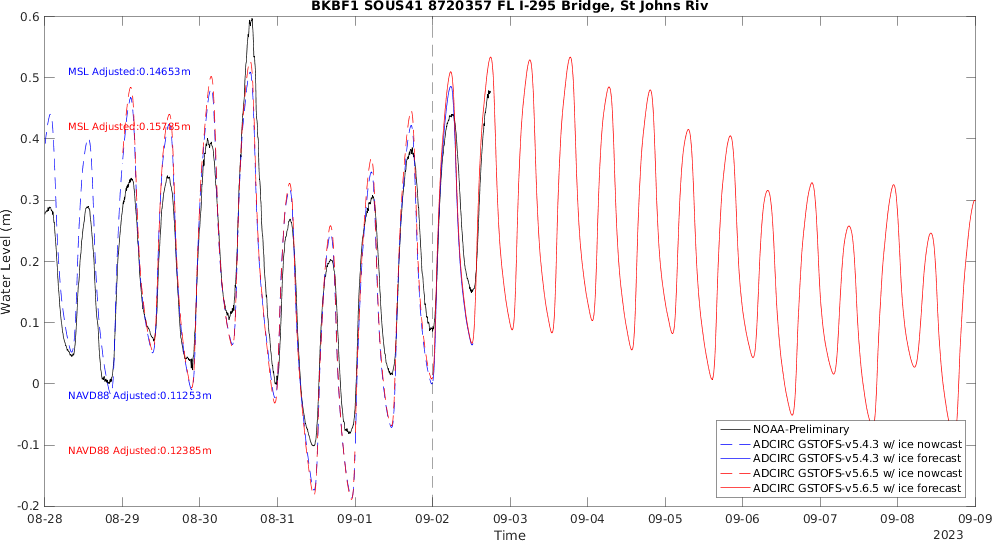 BKBF1 SOUS41 8720357 FL I-295 Bridge, St Johns Riv
0.6
0.5
0.4
0.3
0.2
0.1
0
-0.1
-0.2
Water Level (m)
MSL Adjusted:0.14653m
MSL Adjusted:0.15785m
NAVD88 Adjusted:0.11253m
NAVD88 Adjusted:0.12385m
NOAA-Preliminary
ADCIRC GSTOFS-v5.4.3 w/ ice nowcast
ADCIRC GSTOFS-v5.4.3 w/ ice forecast
ADCIRC GSTOFS-v5.6.5 w/ ice nowcast
ADCIRC GSTOFS-v5.6.5 w/ ice forecast
08-28 08-29 08-30 08-31 09-01 09-02 09-03 09-04 09-05 09-06 09-07 09-08 09-09
Time
2023